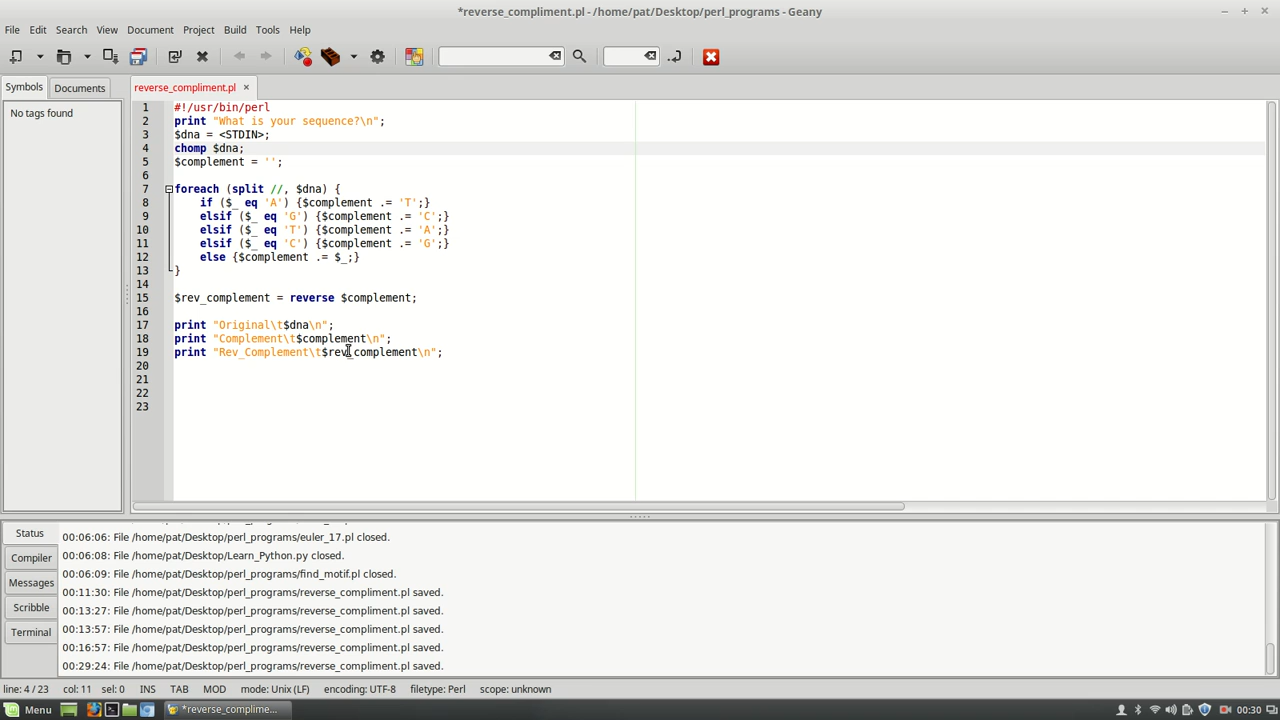 *reverse_compliment.pl - /home/pat/Desktop/perl_programs - Geany
File Edit Search View Document Project Build Tools Help
Symbols Documents
reverse_compliment.pl ×
No tags found
1 #!/usr/bin/perl
2 print "What is your sequence?\n";
3 $dna = <STDIN>;
4 chomp $dna;
5 $complement = '';
6
7 foreach (split //, $dna) {
8 if ($_ eq 'A') {$complement .= 'T';}
9 elsif ($_ eq 'G') {$complement .= 'C';}
10 elsif ($_ eq 'T') {$complement .= 'A';}
11 elsif ($_ eq 'C') {$complement .= 'G';}
12 else {$complement .= $_;}
13 }
14
15 $rev_complement = reverse $complement;
16
17 print "Original\t$dna\n";
18 print "Complement\t$complement\n";
19 print "Rev_Complement\t$rev_complement\n";
20
21
22
23
Status
Compiler
Messages
Scribble
Terminal
00:06:06: File /home/pat/Desktop/perl_programs/euler_17.pl closed.
00:06:08: File /home/pat/Desktop/Learn_Python.py closed.
00:06:09: File /home/pat/Desktop/perl_programs/find_motif.pl closed.
00:11:30: File /home/pat/Desktop/perl_programs/reverse_compliment.pl saved.
00:13:27: File /home/pat/Desktop/perl_programs/reverse_compliment.pl saved.
00:13:57: File /home/pat/Desktop/perl_programs/reverse_compliment.pl saved.
00:16:57: File /home/pat/Desktop/perl_programs/reverse_compliment.pl saved.
00:29:24: File /home/pat/Desktop/perl_programs/reverse_compliment.pl saved.
line: 4 / 23 col: 11 sel: 0 INS TAB MOD mode: Unix (LF) encoding: UTF-8 filetype: Perl scope: unknown
Menu *reverse_complime... 00:30